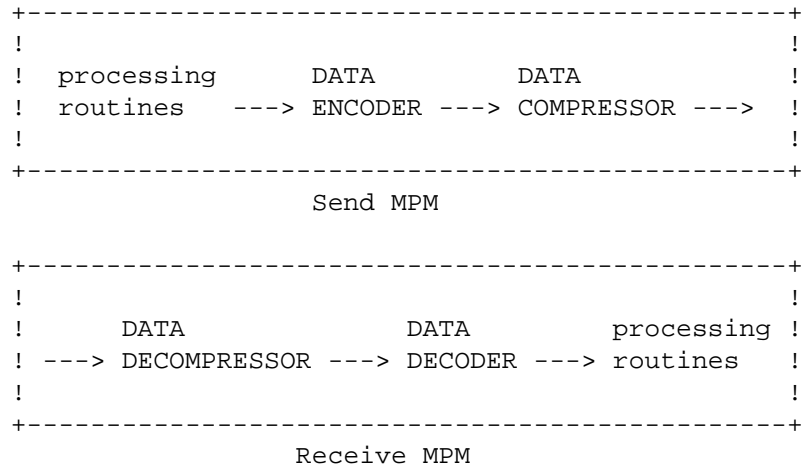 +------------------------------------------------+
!                                                !
!  processing      DATA        DATA              !
!  routines   ---> ENCODER ---> COMPRESSOR --->  !
!                                                !
+------------------------------------------------+
Send MPM
+------------------------------------------------+
!                                                !
!      DATA              DATA        processing !
! ---> DECOMPRESSOR ---> DECODER ---> routines   !
!                                                !
+------------------------------------------------+
Receive MPM